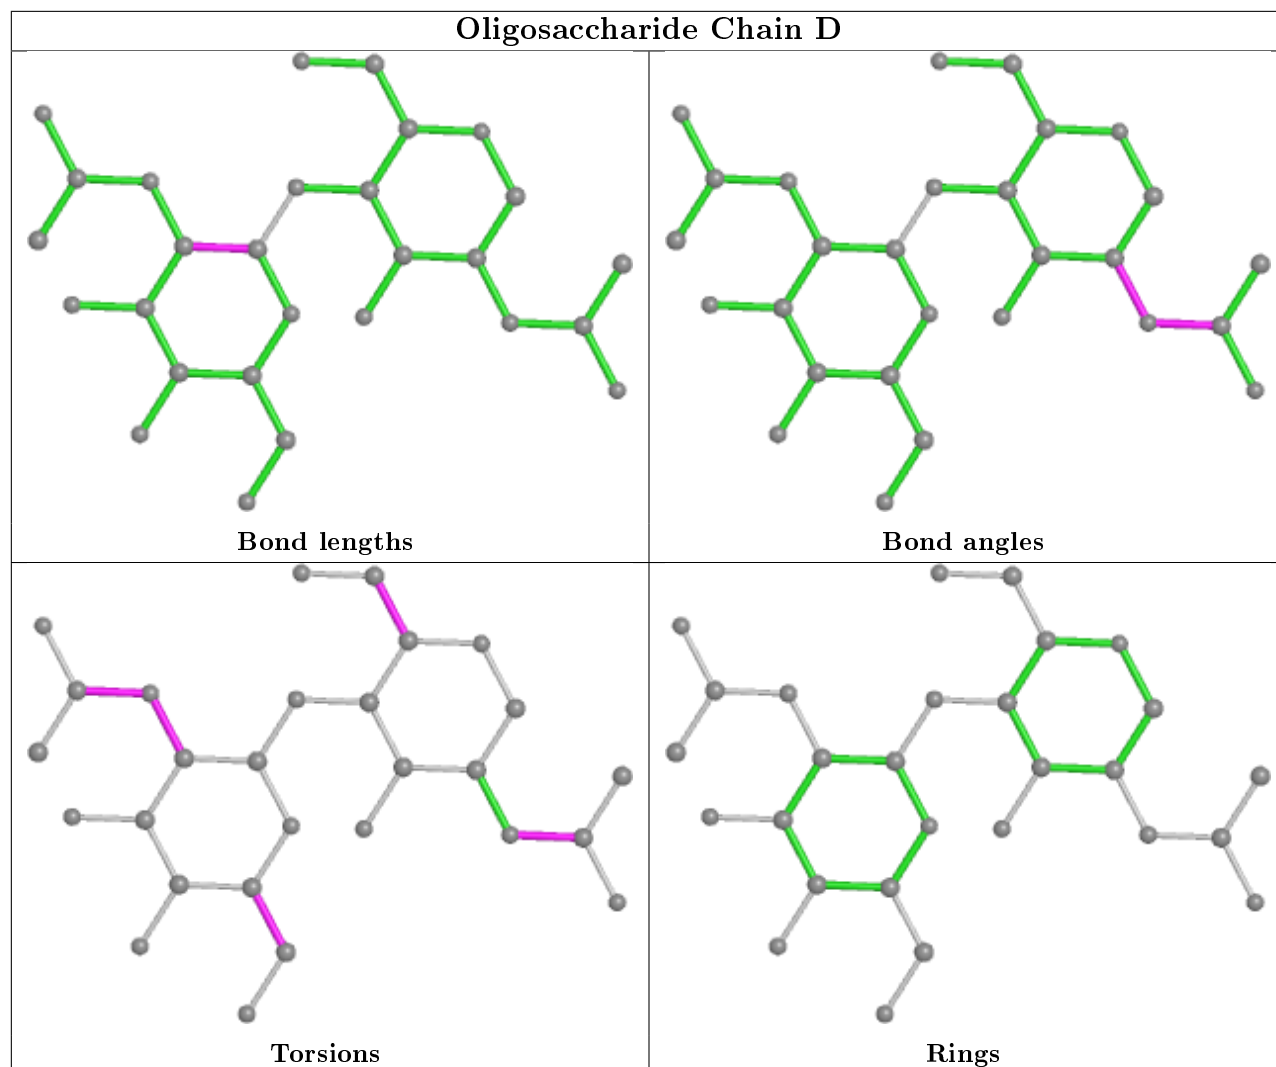 Oligosaccharide Chain D
Bond lengths
Bond angles
Torsions
Rings